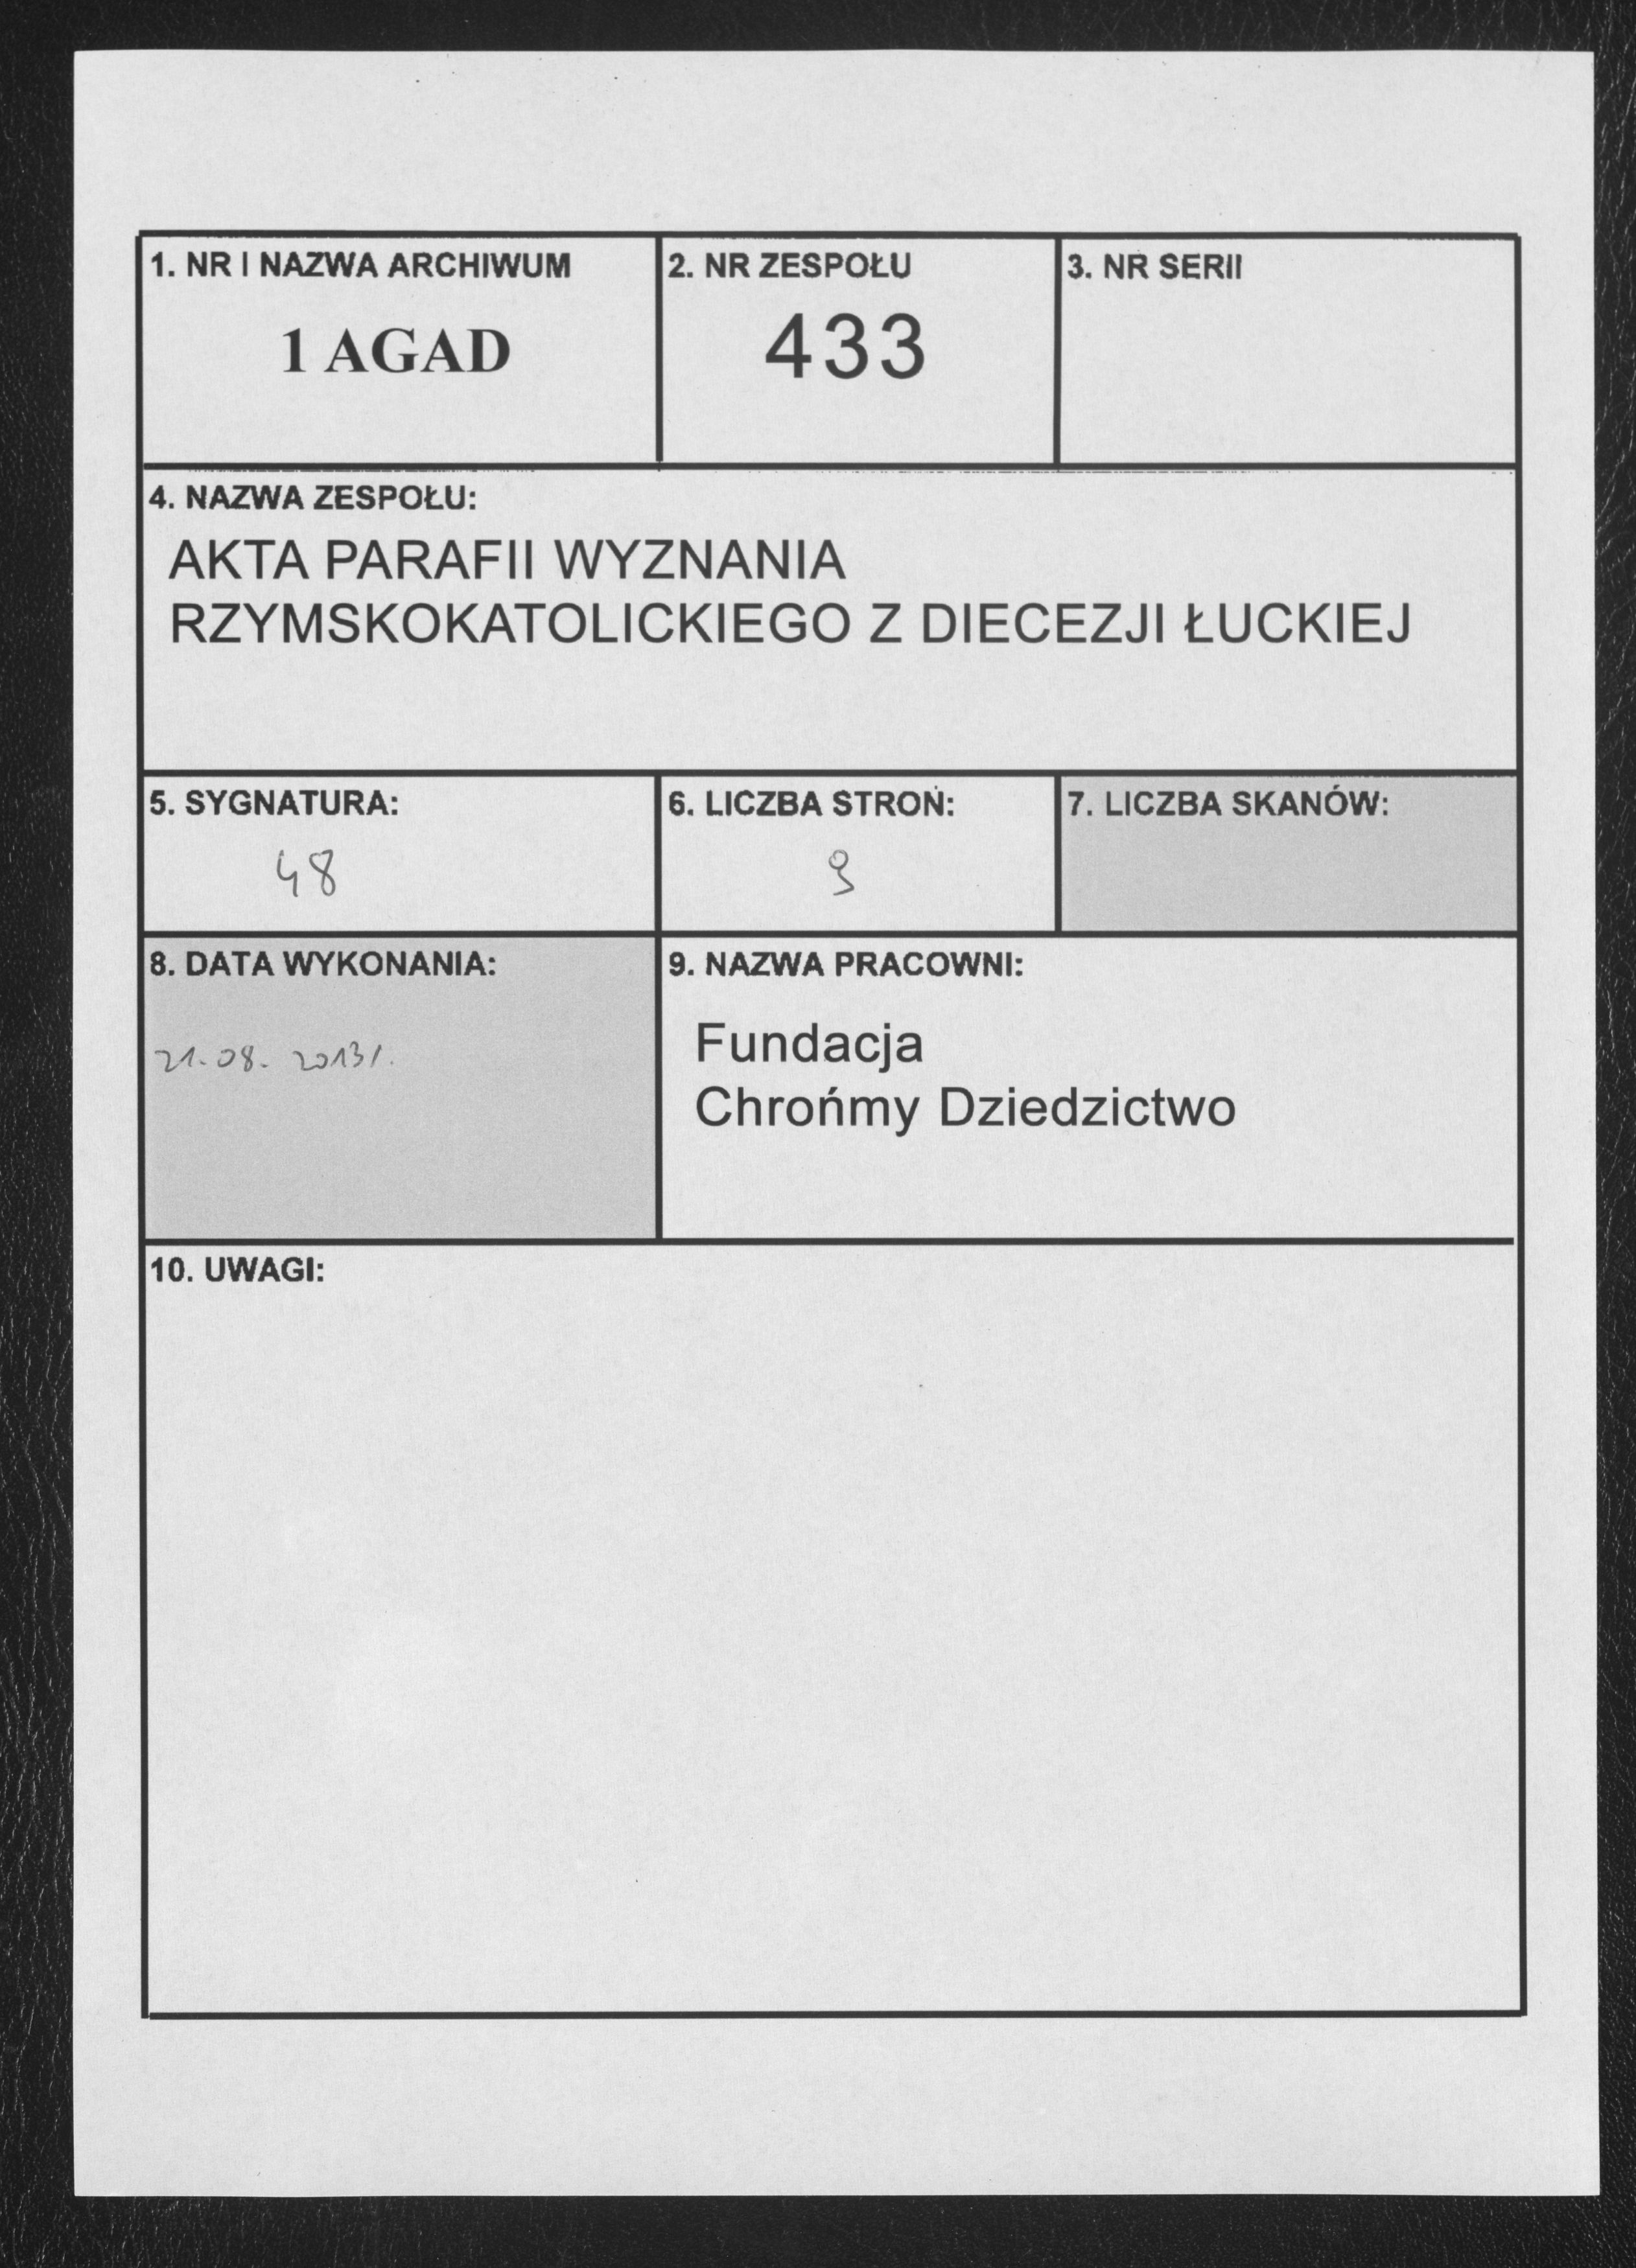 1. NR I NAZWA ARCHIWUM
1 AGAD
2. NR ZESPOŁU
433
3. NR SERII
4. NAZWA ZESPOŁU:
AKTA PARAFII WYZNANIA
RZYMSKOKATOLICKIEGO Z DIECEZJI ŁUCKIEJ
5. SYGNATURA:
48
6. LICZBA STRON:
9
7. LICZBA SKANÓW:
8. DATA WYKONANIA:
21.08. 2013r.
9. NAZWA PRACOWNI:
Fundacja
Chrońmy Dziedzictwo
10. UWAGI: